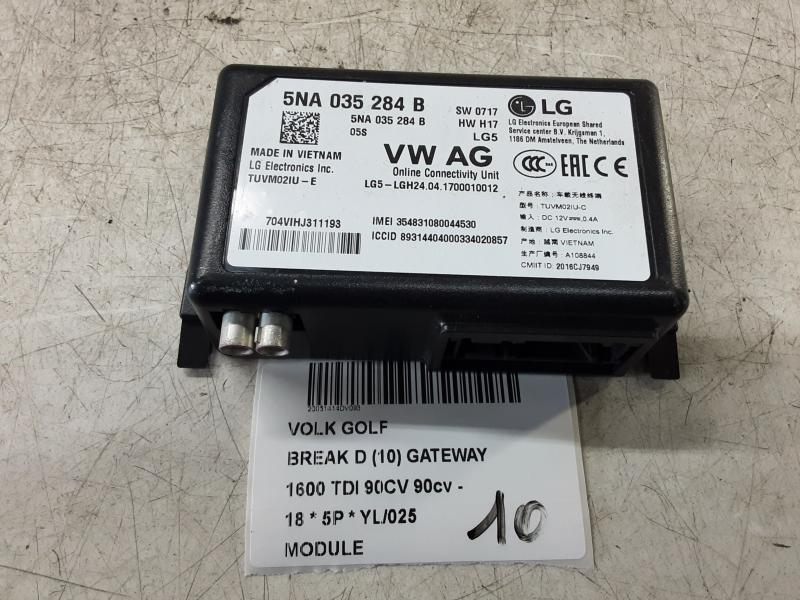 5NA 035 284 B
5NA 035 284 B
05S
SW 0717
HW H17
LG5
LG
LG Electronics European Shared
Service center B.V. Krijgsman 1,
1186 DM Amstelveen, The Netherlands
MADE IN VIETNAM
LG Electronics Inc.
TUVM02IU-E
VW AG
Online Connectivity Unit
LG5-LGH24.04.1700010012
CCC EAC CE
产品名称: 车载无线终端
型号: TUVM02IU-C
输入: DC 12V, 0.4A
制造商: LG Electronics Inc.
产地: 越南 VIETNAM
生产厂编号: A108844
CMIIT ID: 2016CJ7949
704VIHJ311193
IMEI 354831080044530
ICCID 89314404000334020857
VOLK GOLF
BREAK D (10) GATEWAY
1600 TDI 90CV 90cv -
18 * 5P * YL/025
MODULE
10